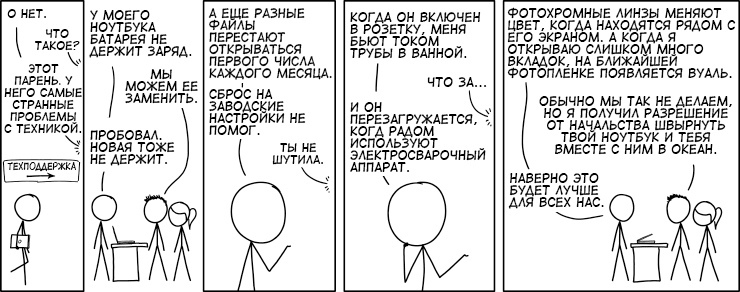 О НЕТ.
ЧТО
ТАКОЕ?
ЭТОТ
ПАРЕНЬ. У
НЕГО САМЫЕ
СТРАННЫЕ
ПРОБЛЕМЫ
С ТЕХНИКОЙ.
ТЕХПОДДЕРЖКА
У МОЕГО
НОУТБУКА
БАТАРЕЯ НЕ
ДЕРЖИТ ЗАРЯД.
МЫ
МОЖЕМ ЕЕ
ЗАМЕНИТЬ.
ПРОБОВАЛ.
НОВАЯ ТОЖЕ
НЕ ДЕРЖИТ.
А ЕЩЕ РАЗНЫЕ
ФАЙЛЫ
ПЕРЕСТАЮТ
ОТКРЫВАТЬСЯ
ПЕРВОГО ЧИСЛА
КАЖДОГО МЕСЯЦА.
СБРОС НА
ЗАВОДСКИЕ
НАСТРОЙКИ НЕ
ПОМОГ.
ТЫ НЕ
ШУТИЛА.
КОГДА ОН ВКЛЮЧЕН
В РОЗЕТКУ, МЕНЯ
БЬЮТ ТОКОМ
ТРУБЫ В ВАННОЙ.
ЧТО ЗА...
И ОН
ПЕРЕЗАГРУЖАЕТСЯ,
КОГДА РАДОМ
ИСПОЛЬЗУЮТ
ЭЛЕКТРОСВАРОЧНЫЙ
АППАРАТ.
ФОТОХРОМНЫЕ ЛИНЗЫ МЕНЯЮТ
ЦВЕТ, КОГДА НАХОДЯТСЯ РЯДОМ С
ЕГО ЭКРАНОМ. А КОГДА Я
ОТКРЫВАЮ СЛИШКОМ МНОГО
ВКЛАДОК, НА БЛИЖАЙШЕЙ
ФОТОПЛЕНКЕ ПОЯВЛЯЕТСЯ ВУАЛЬ.
ОБЫЧНО МЫ ТАК НЕ ДЕЛАЕМ,
НО Я ПОЛУЧИЛ РАЗРЕШЕНИЕ
ОТ НАЧАЛЬСТВА ШВЫРНУТЬ
ТВОЙ НОУТБУК И ТЕБЯ
ВМЕСТЕ С НИМ В ОКЕАН.
НАВЕРНО ЭТО
БУДЕТ ЛУЧШЕ
ДЛЯ ВСЕХ НАС.